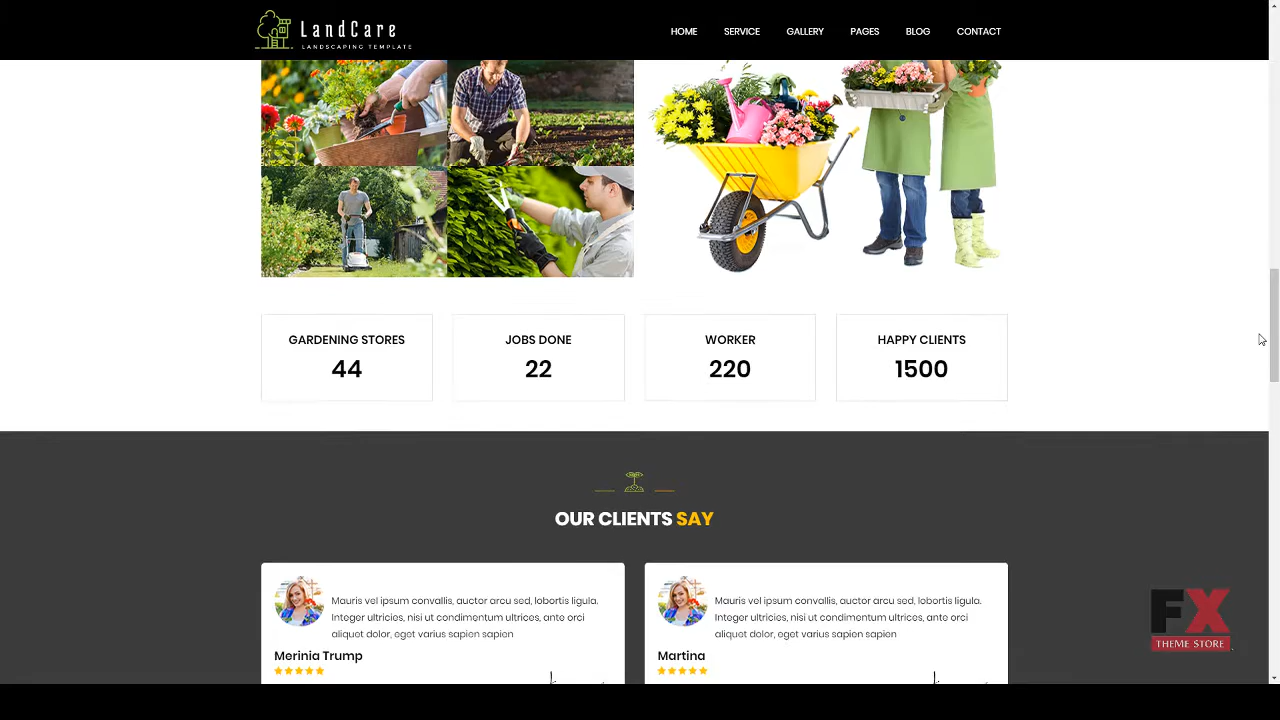 LandCare
LANDSCAPING TEMPLATE
HOME SERVICE GALLERY PAGES BLOG CONTACT
GARDENING STORES
44
JOBS DONE
22
WORKER
220
HAPPY CLIENTS
1500
OUR CLIENTS SAY
Mauris vel ipsum convallis, auctor arcu sed, lobortis ligula.
Integer ultricies, nisi ut condimentum ultrices, ante orci
aliquet dolor, eget varius sapien sapien
Merinia Trump
Mauris vel ipsum convallis, auctor arcu sed, lobortis ligula.
Integer ultricies, nisi ut condimentum ultrices, ante orci
aliquet dolor, eget varius sapien sapien
Martina
FX
THEME STORE